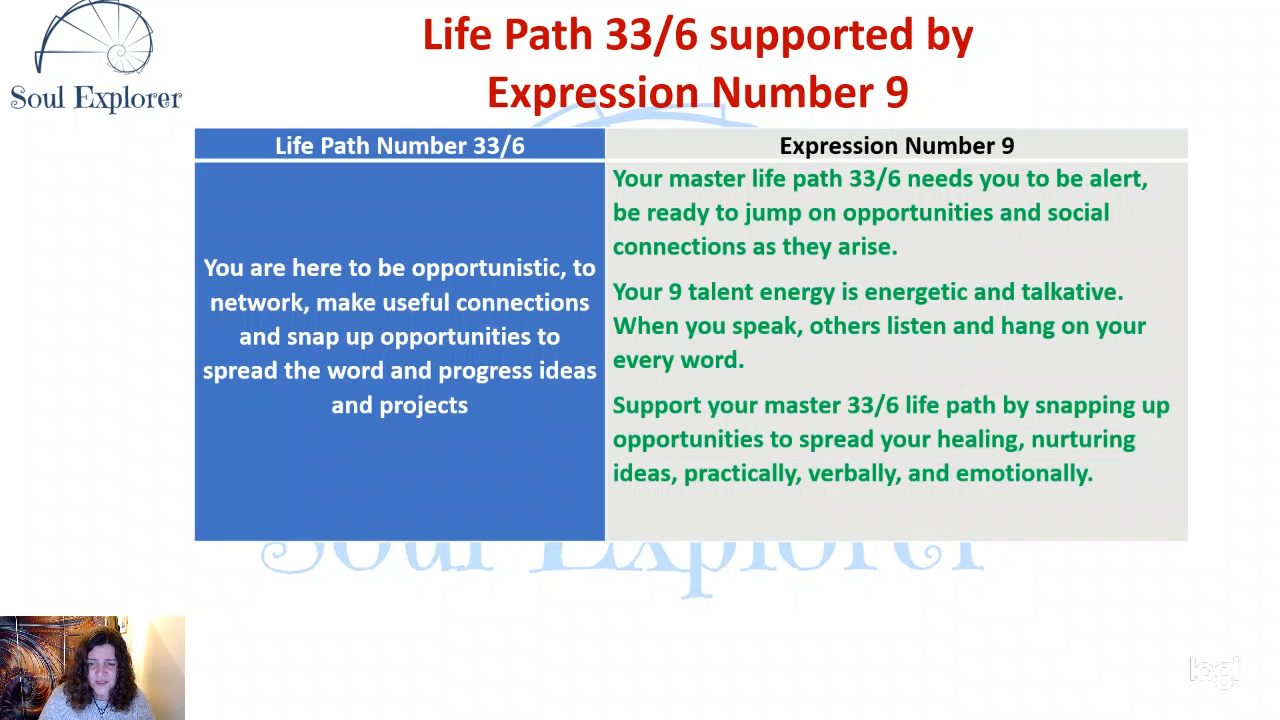 Soul Explorer
Life Path 33/6 supported by
Expression Number 9
Life Path Number 33/6
Expression Number 9
You are here to be opportunistic, to
network, make useful connections
and snap up opportunities to
spread the word and progress ideas
and projects
Your master life path 33/6 needs you to be alert,
be ready to jump on opportunities and social
connections as they arise.
Your 9 talent energy is energetic and talkative.
When you speak, others listen and hang on your
every word.
Support your master 33/6 life path by snapping up
opportunities to spread your healing, nurturing
ideas, practically, verbally, and emotionally.
Soul Explorer
logi